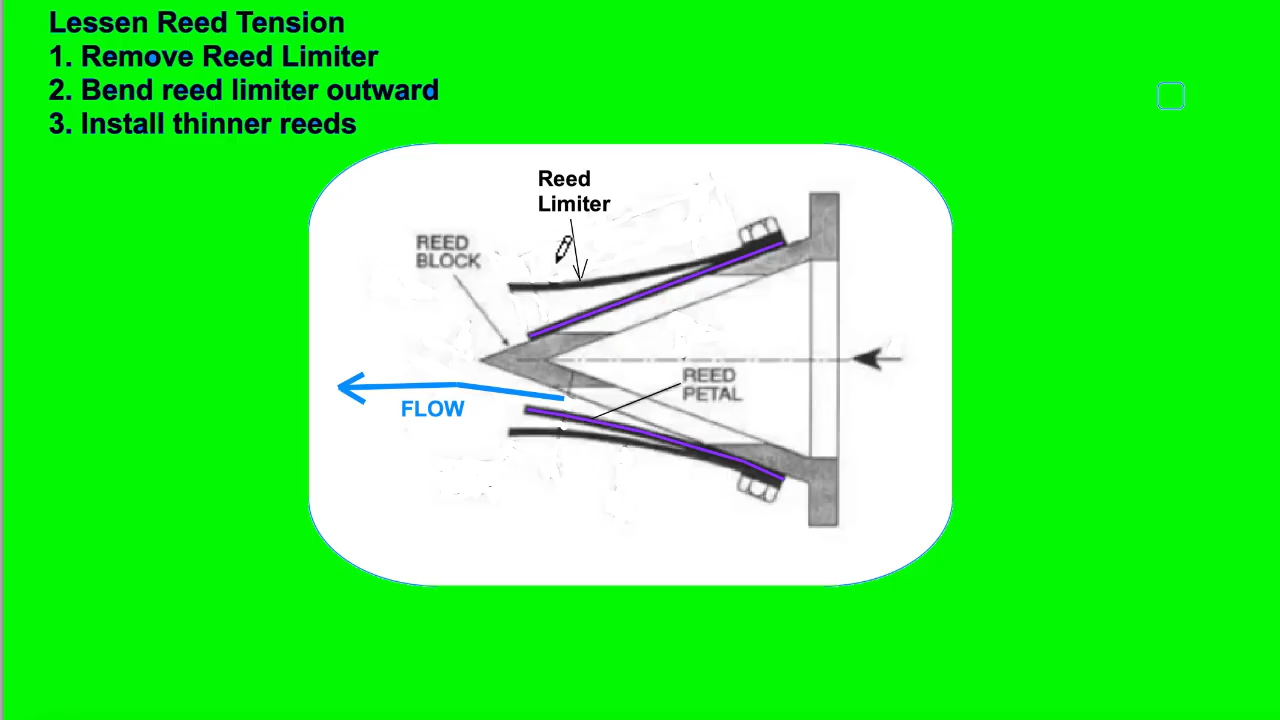 Lessen Reed Tension
1. Remove Reed Limiter
2. Bend reed limiter outward
3. Install thinner reeds
Reed
Limiter
REED
BLOCK
REED
PETAL
FLOW